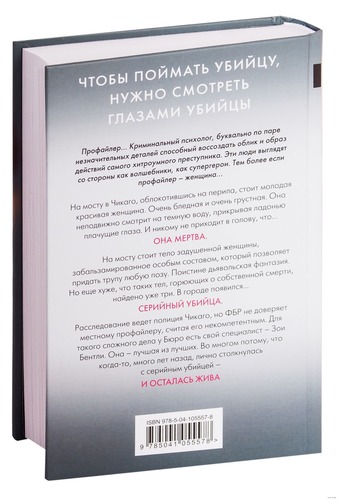 ЧТОБЫ ПОЙМАТЬ УБИЙЦУ,
НУЖНО СМОТРЕТЬ
ГЛАЗАМИ УБИЙЦЫ
Профайлер... Криминальный психолог, буквально по паре
незначительных деталей способный воссоздать облик и образ
действий самого хитроумного преступника. Эти люди выглядят
со стороны как волшебники, как супергерои. Тем более если
профайлер – женщина...
На мосту в Чикаго, облокотившись на перила, стоит молодая
красивая женщина. Очень бледная и очень грустная. Она
неподвижно смотрит на темную воду, прикрывая ладонью
плачущие глаза. И никому не приходит в голову, что...
ОНА МЕРТВА.
На мосту стоит тело задушенной женщины,
забальзамированное особым составом, который позволяет
придать трупу любую позу. Поистине дьявольская фантазия.
Но еще хуже, что таких тел, горюющих о собственной смерти,
найдено уже три. В городе появился...
СЕРИЙНЫЙ УБИЙЦА.
Расследование ведет полиция Чикаго, но ФБР не доверяет
местному профайлеру, считая его некомпетентным. Для
такого сложного дела у Бюро есть свой специалист – Зои
Бентли. Она – лучшая из лучших. Во многом потому, что
когда-то, много лет назад, лично столкнулась
с серийным убийцей –
И ОСТАЛАСЬ ЖИВА
ISBN 978-5-04-105557-8
9 785041 055578 >